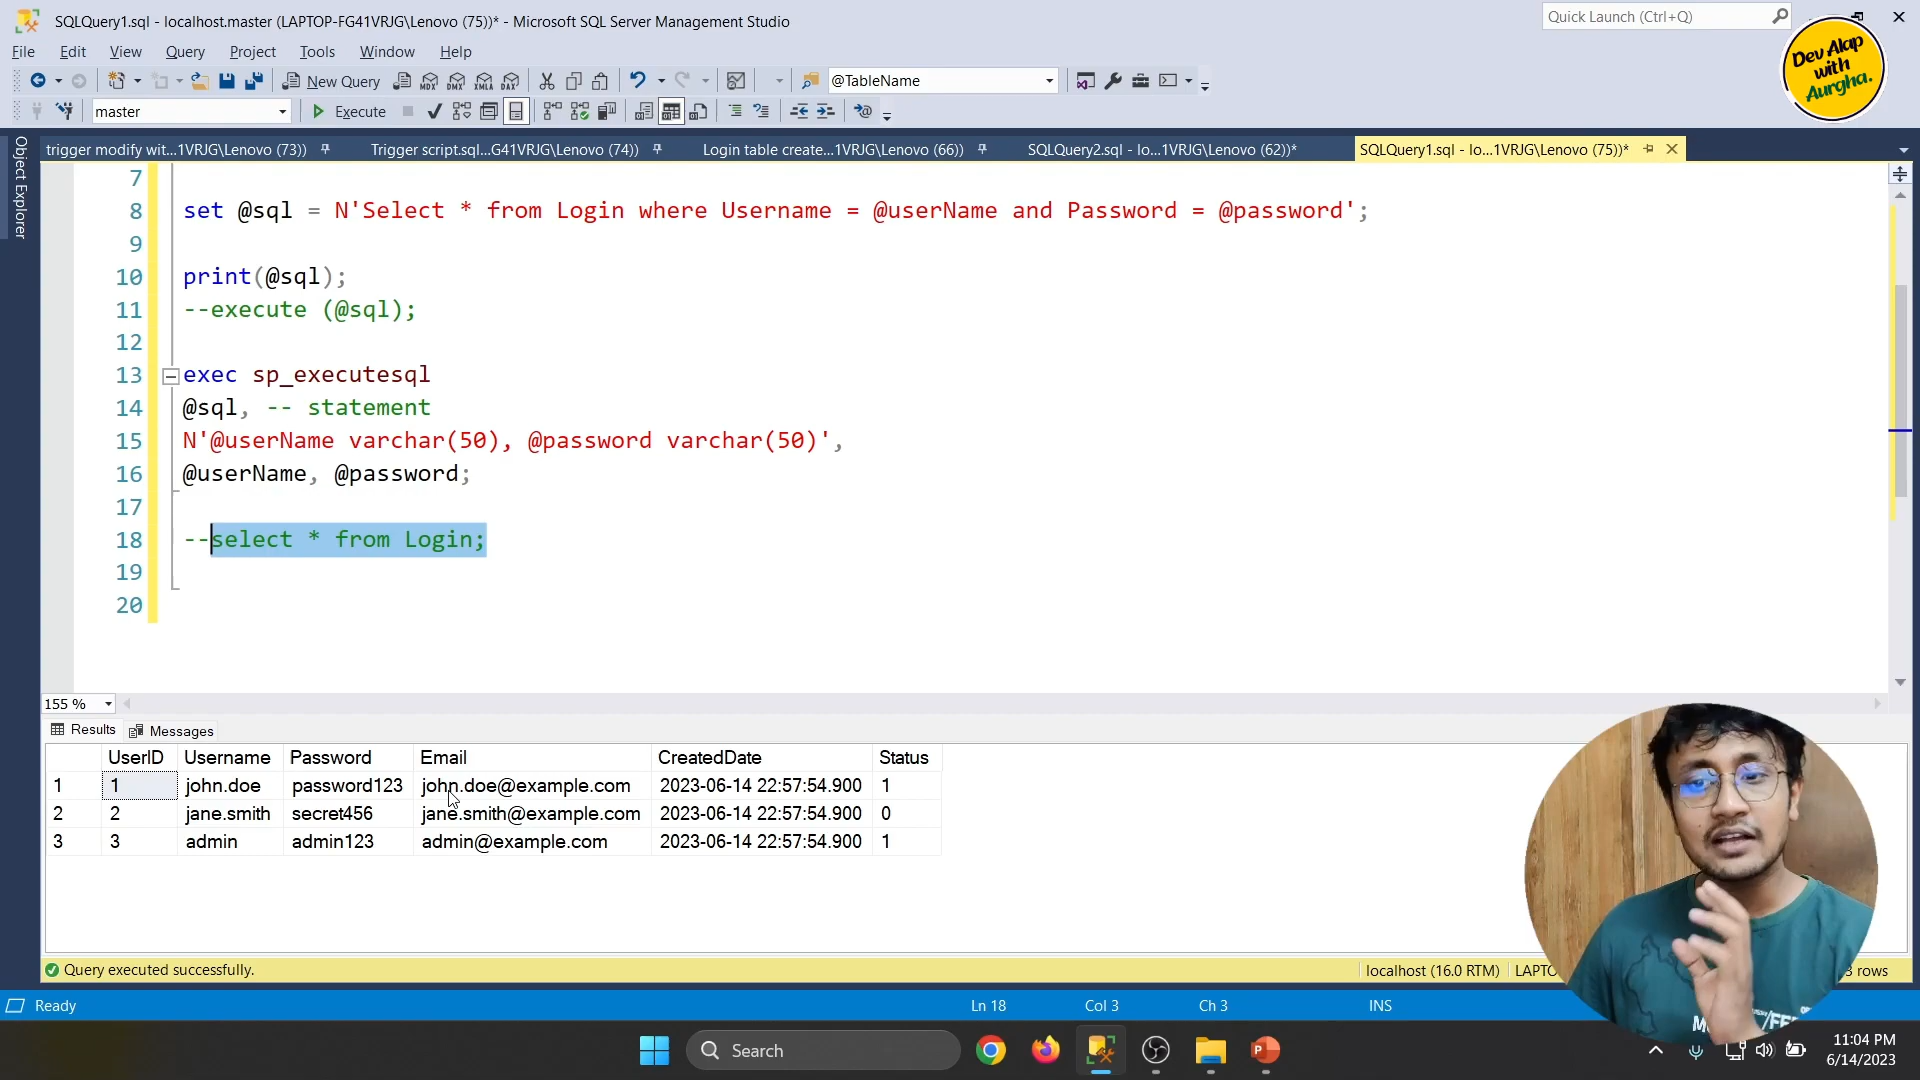 SQLQuery1.sql - localhost.master (LAPTOP-FG41VRJG\Lenovo (75))* - Microsoft SQL Server Management Studio
Quick Launch (Ctrl+Q)
File Edit View Query Project Tools Window Help
New Query
MDX DMX XMLA DAX
@TableName
master
Execute
Dev Alap
with
Aurgha.
Object Explorer
trigger modify wit...1VRJG\Lenovo (73))
Trigger script.sql...G41VRJG\Lenovo (74))
Login table create...1VRJG\Lenovo (66))
SQLQuery2.sql - lo...1VRJG\Lenovo (62))*
SQLQuery1.sql - lo...1VRJG\Lenovo (75))*
7
8 set @sql = N'Select * from Login where Username = @userName and Password = @password';
9
10 print(@sql);
11 --execute (@sql);
12
13 exec sp_executesql
14 @sql, -- statement
15 N'@userName varchar(50), @password varchar(50)',
16 @userName, @password;
17
18 --select * from Login;
19
20
155 %
Results Messages
UserID Username Password Email CreatedDate Status
1 1 john.doe password123 john.doe@example.com 2023-06-14 22:57:54.900 1
2 2 jane.smith secret456 jane.smith@example.com 2023-06-14 22:57:54.900 0
3 3 admin admin123 admin@example.com 2023-06-14 22:57:54.900 1
Query executed successfully.
localhost (16.0 RTM) LAPTO
3 rows
Ready
Ln 18 Col 3 Ch 3 INS
Search
11:04 PM
6/14/2023